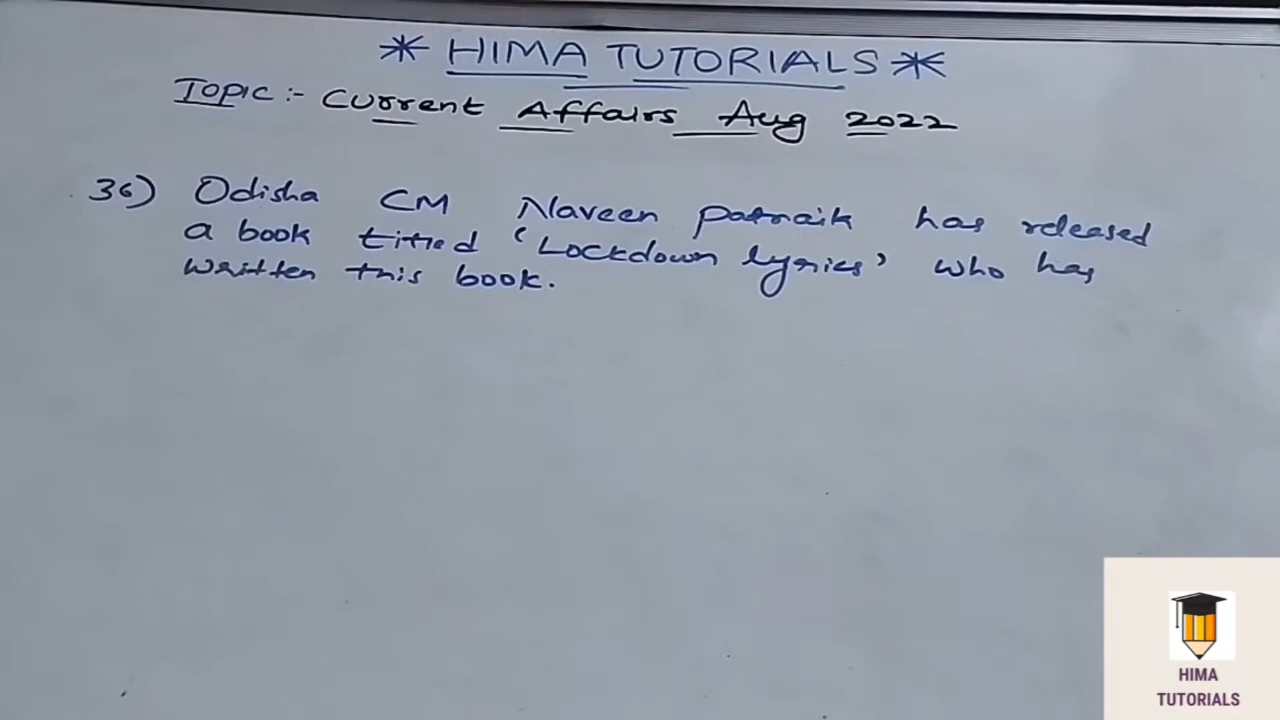 * HIMA TUTORIALS *
Topic :- Current Affairs Aug 2022
36) Odisha CM Naveen Patnaik has released
a book titled 'Lockdown lyrics' who has
written this book.
HIMA
TUTORIALS